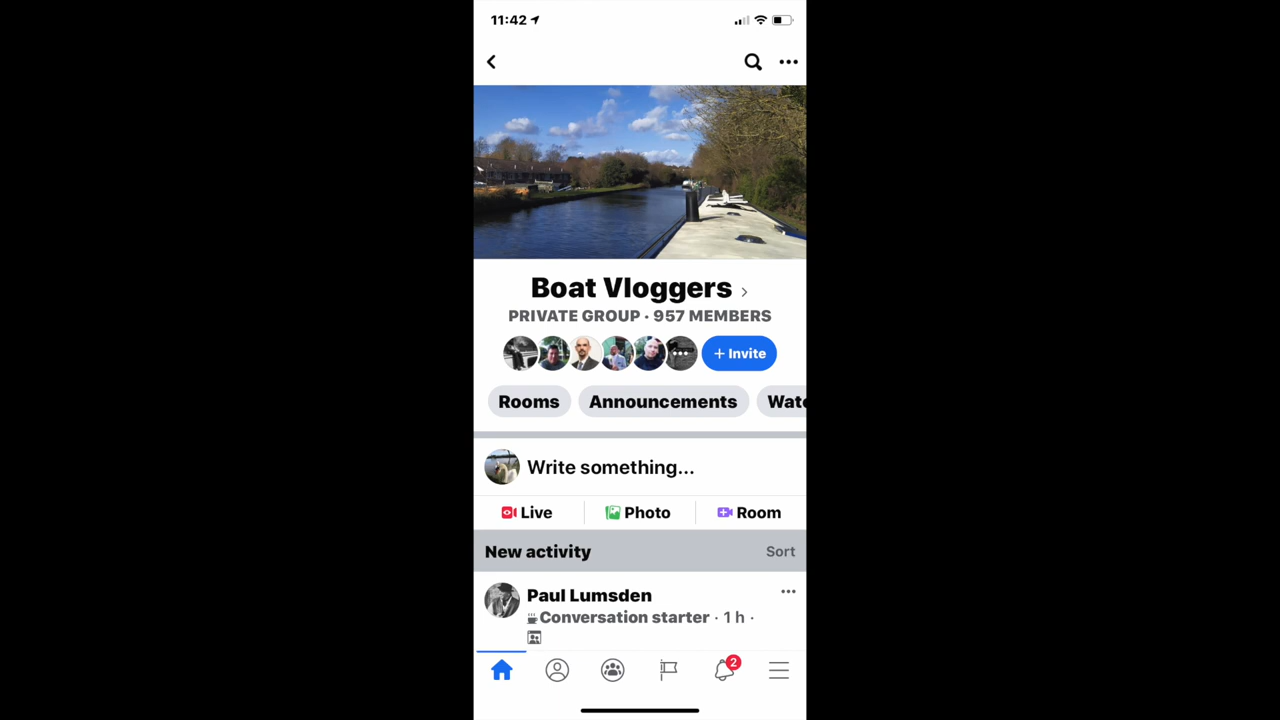 11:42
Boat Vloggers
PRIVATE GROUP · 957 MEMBERS
+ Invite
Rooms Announcements Watc
Write something...
Live Photo Room
New activity Sort
Paul Lumsden
Conversation starter · 1 h ·
2